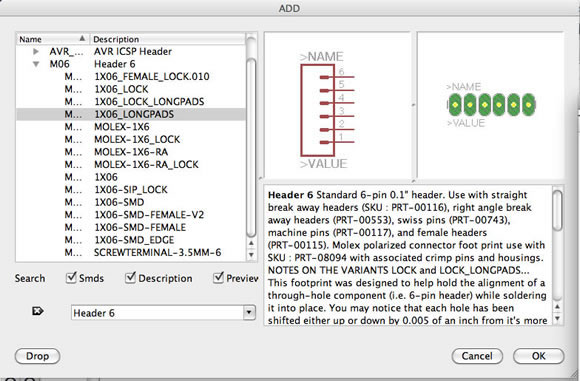 ADD
Name Description
AVR_... AVR ICSP Header
M06 Header 6
M... 1X06_FEMALE_LOCK.010
M... 1X06_LOCK
M... 1X06_LOCK_LONGPADS
M... 1X06_LONGPADS
M... MOLEX-1X6
M... MOLEX-1X6_LOCK
M... MOLEX-1X6-RA
M... MOLEX-1X6-RA_LOCK
M... 1X06
M... 1X06-SIP_LOCK
M... 1X06-SMD
M... 1X06-SMD-FEMALE-V2
M... 1X06-SMD-FEMALE
M... 1X06-SMD_EDGE
M... SCREWTERMINAL-3.5MM-6
Search Smds Description Preview
Header 6
Drop
>NAME
6
5
4
3
2
1
>VALUE
>NAME
>VALUE
Header 6 Standard 6-pin 0.1" header. Use with straight
break away headers (SKU : PRT-00116), right angle break
away headers (PRT-00553), swiss pins (PRT-00743),
machine pins (PRT-00117), and female headers
(PRT-00115). Molex polarized connector foot print use with
SKU : PRT-08094 with associated crimp pins and housings.
NOTES ON THE VARIANTS LOCK and LOCK_LONGPADS...
This footprint was designed to help hold the alignment of a
through-hole component (i.e. 6-pin header) while soldering
it into place. You may notice that each hole has been
shifted either up or down by 0.005 of an inch from it's more
Cancel OK